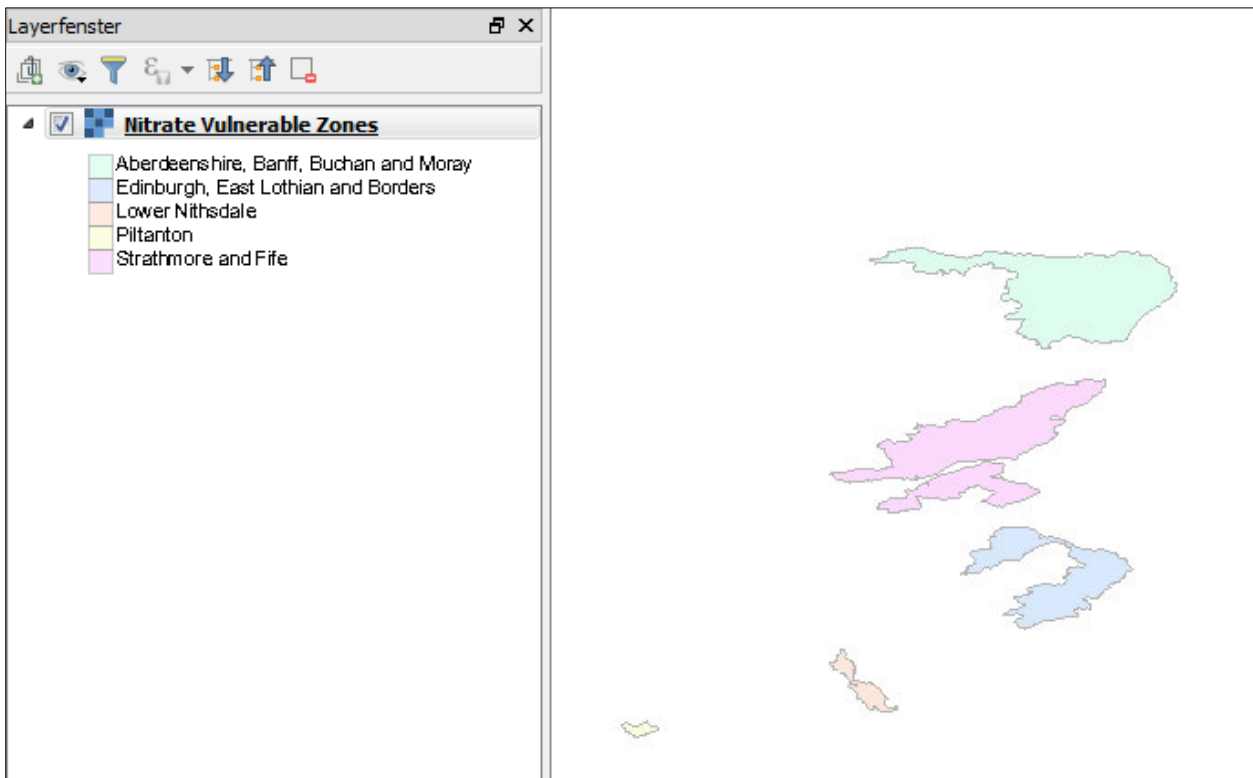 Layerfenster
Nitrate Vulnerable Zones
Aberdeenshire, Banff, Buchan and Moray
Edinburgh, East Lothian and Borders
Lower Nithsdale
Piltanton
Strathmore and Fife